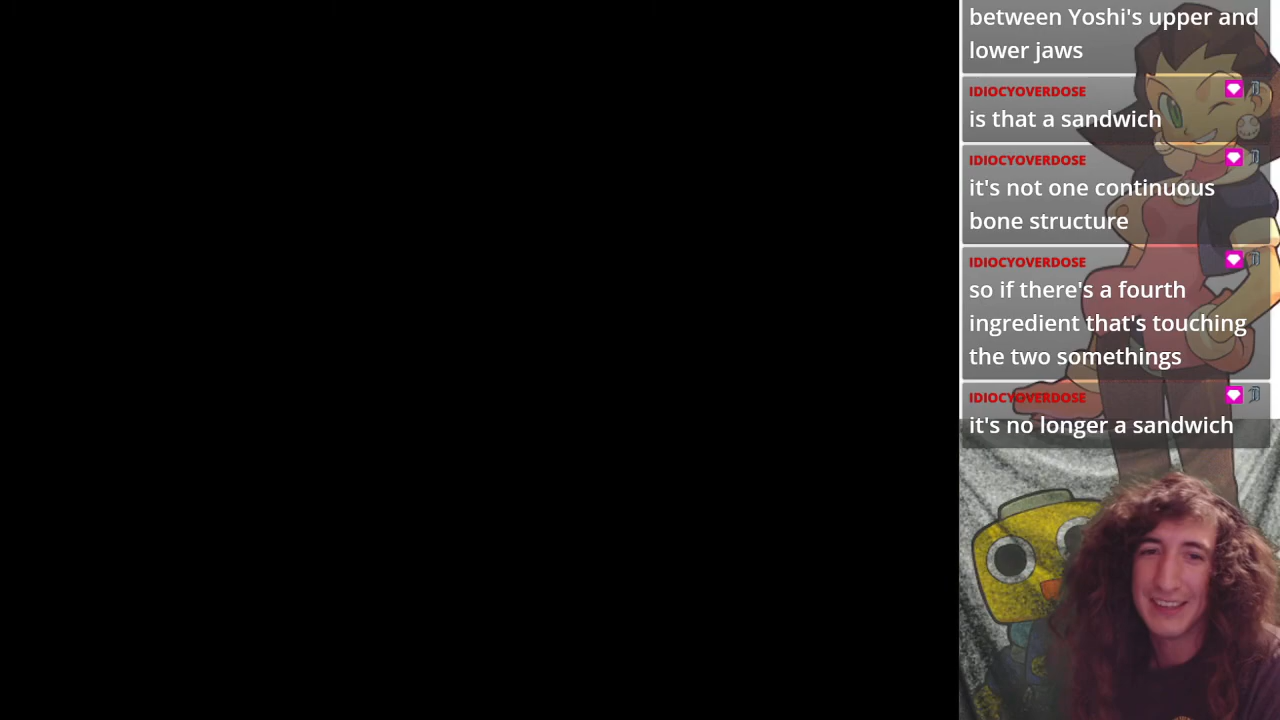 between Yoshi's upper and
lower jaws
IDIOCYOVERDOSE
is that a sandwich
IDIOCYOVERDOSE
it's not one continuous
bone structure
IDIOCYOVERDOSE
so if there's a fourth
ingredient that's touching
the two somethings
IDIOCYOVERDOSE
it's no longer a sandwich